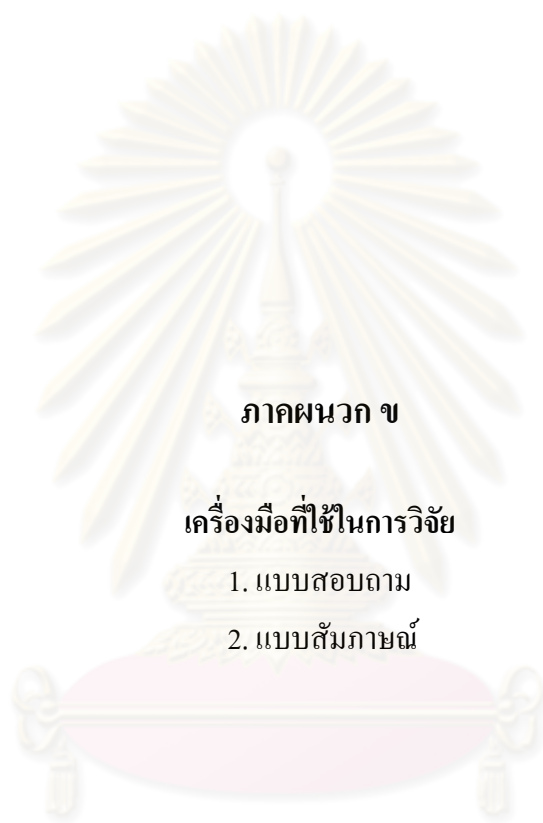 ภาคผนวก ข
เครื่องมือที่ใช้ในการวิจัย
1. แบบสอบถาม
2. แบบสัมภาษณ์